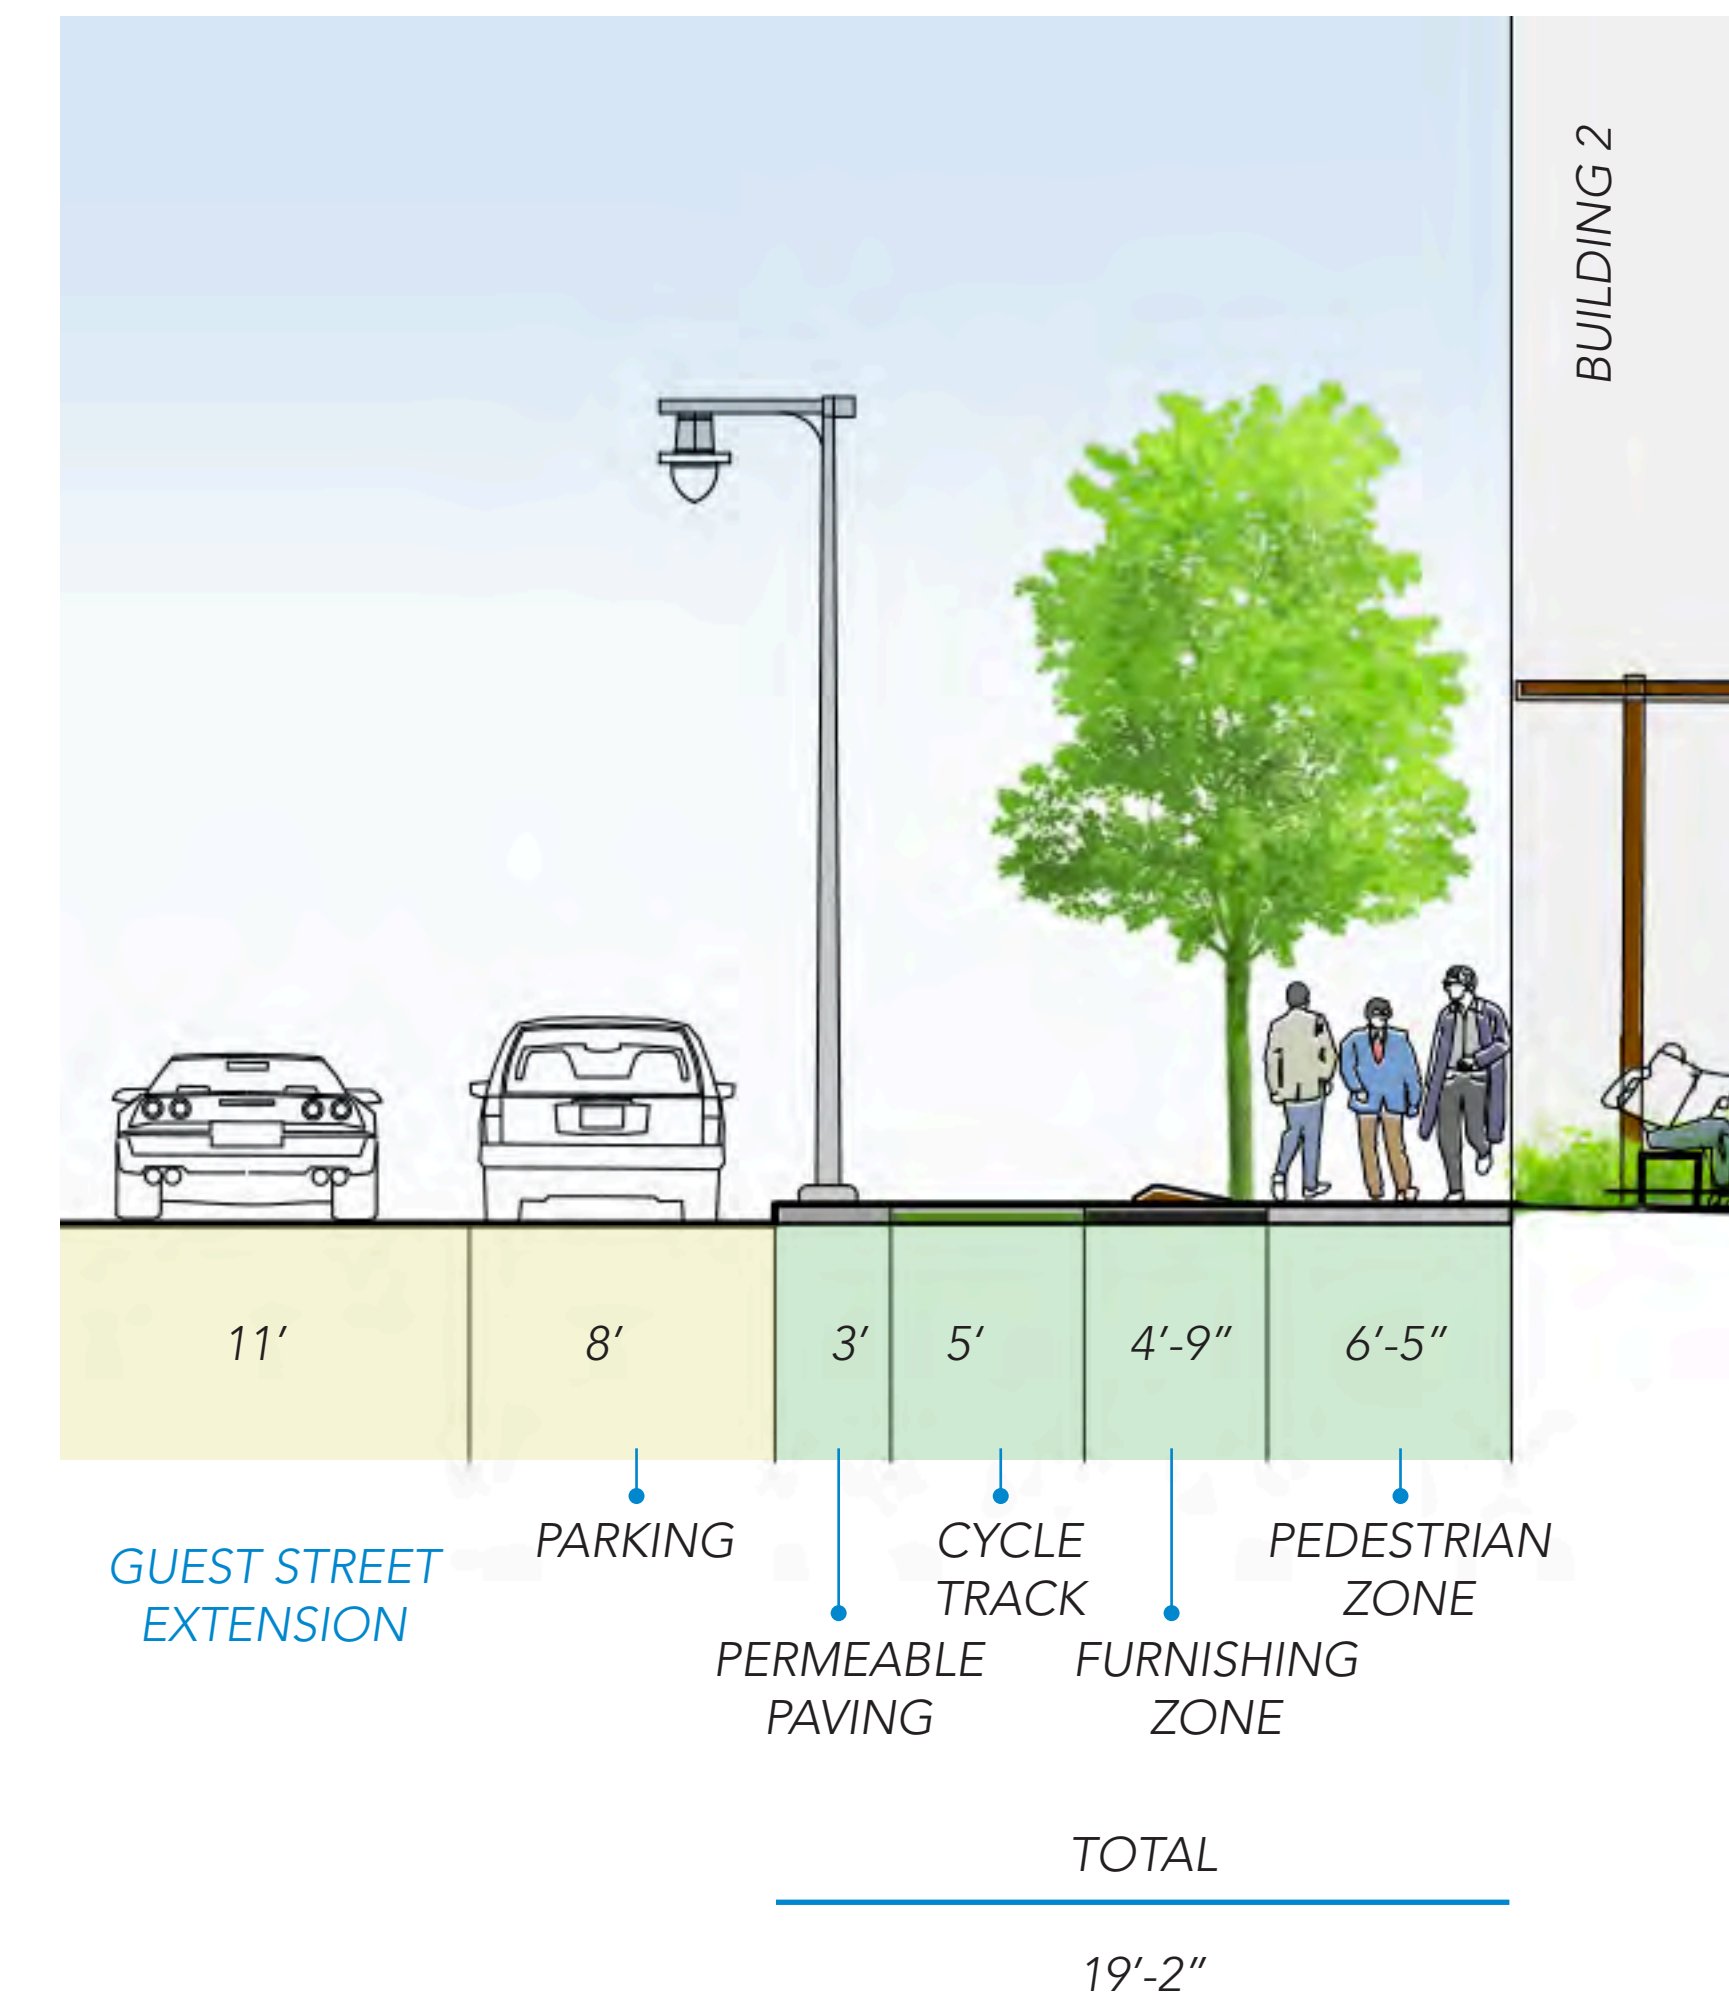 BUILDING 2
11’
8’
3’
5’
4’-9”
6’-5”
GUEST STREET
EXTENSION
PARKING
PERMEABLE
PAVING
CYCLE
TRACK
FURNISHING
ZONE
PEDESTRIAN
ZONE
TOTAL
19’-2”